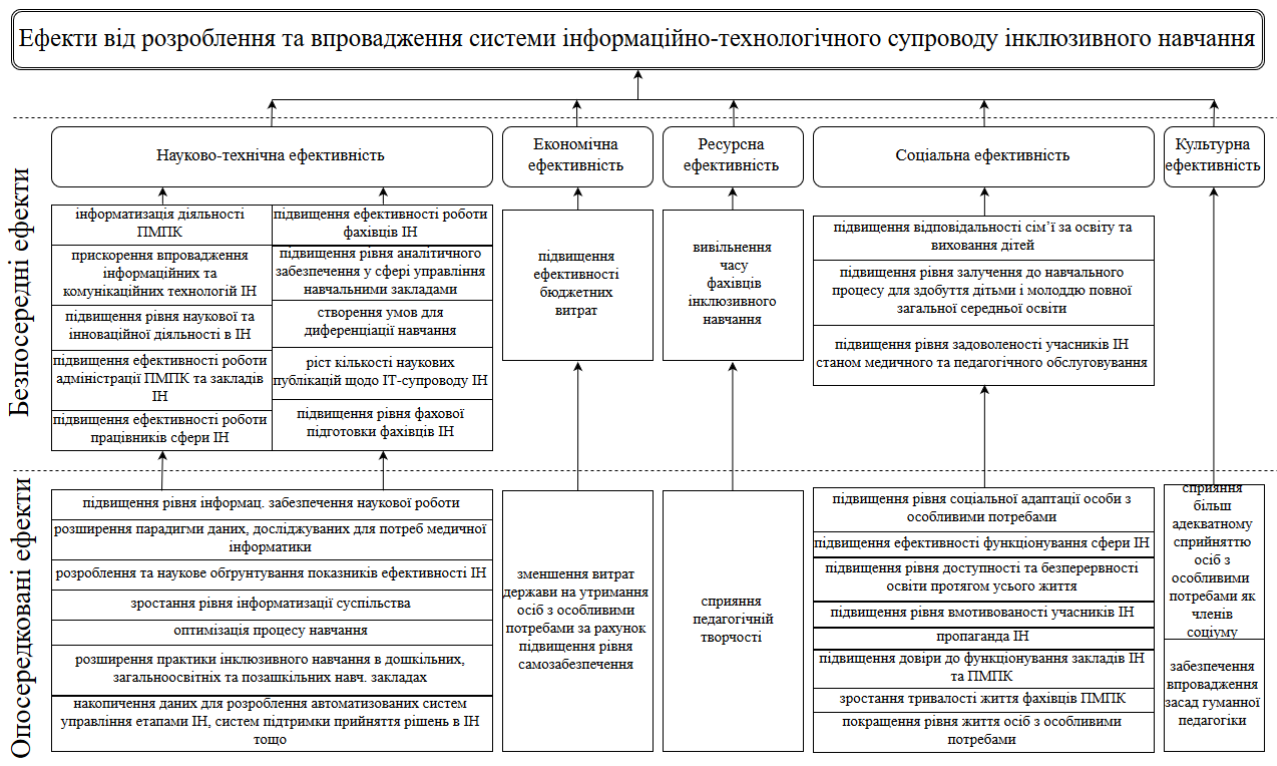 Ефекти від розроблення та впровадження системи інформаційно-технологічного супроводу інклюзивного навчання
Безпосередні ефекти
Науково-технічна ефективність
Економічна
ефективність
Ресурсна
ефективність
Соціальна ефективність
Культурна
ефективність
інформатизація діяльності
ПМПК
прискорення впровадження
інформаційних та
комунікаційних технологій ІН
підвищення рівня наукової та
інноваційної діяльності в ІН
підвищення ефективності роботи
адміністрації ПМПК та закладів
ІН
підвищення ефективності роботи
працівників сфери ІН
підвищення ефективності роботи
фахівців ІН
підвищення рівня аналітичного
забезпечення у сфері управління
навчальними закладами
створення умов для
диференціації навчання
ріст кількості наукових
публікацій щодо ІТ-супроводу ІН
підвищення рівня фахової
підготовки фахівців ІН
підвищення
ефективності
бюджетних
витрат
вивільнення
часу
фахівців
інклюзивного
навчання
підвищення відповідальності сім’ї за освіту та
виховання дітей
підвищення рівня залучення до навчального
процесу для здобуття дітьми і молоддю повної
загальної середньої освіти
підвищення рівня задоволеності учасників ІН
станом медичного та педагогічного обслуговування
Опосередковані ефекти
підвищення рівня інформац. забезпечення наукової роботи
розширення парадигми даних, досліджуваних для потреб медичної
інформатики
розроблення та наукове обґрунтування показників ефективності ІН
зростання рівня інформатизації суспільства
оптимізація процесу навчання
розширення практики інклюзивного навчання в дошкільних,
загальноосвітніх та позашкільних навч. закладах
накопичення даних для розроблення автоматизованих систем
управління етапами ІН, систем підтримки прийняття рішень в ІН
тощо
зменшення витрат
держави на утримання
осіб з особливими
потребами за рахунок
підвищення рівня
самозабезпечення
сприяння
педагогічній
творчості
підвищення рівня соціальної адаптації особи з
особливими потребами
підвищення ефективності функціонування сфери ІН
підвищення рівня доступності та безперервності
освіти протягом усього життя
підвищення рівня вмотивованості учасників ІН
пропаганда ІН
підвищення довіри до функціонування закладів ІН
та ПМПК
зростання тривалості життя фахівців ПМПК
покращення рівня життя осіб з особливими
потребами
сприяння
більш
адекватному
сприйняттю
осіб з
особливими
потребами як
членів
соціуму
забезпечення
впровадження
засад гуманної
педагогіки